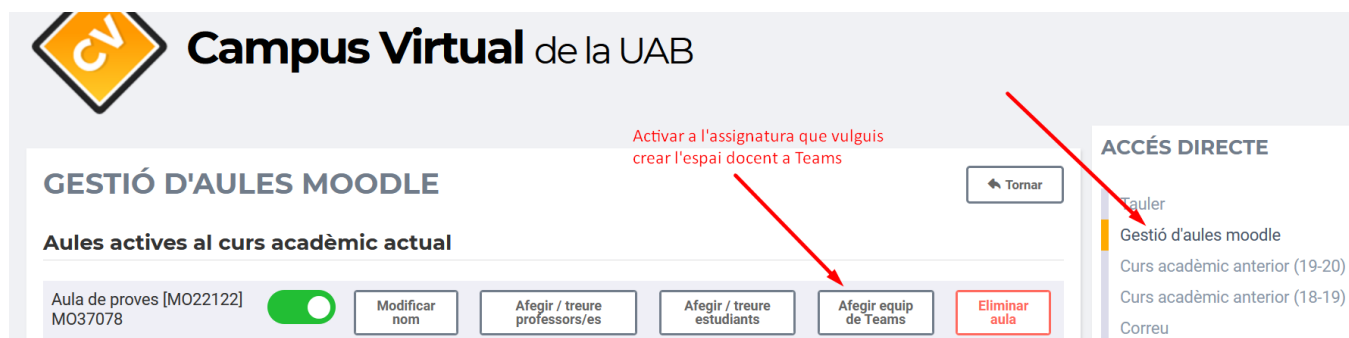 CV
Campus Virtual de la UAB
Activar a l'assignatura que vulguis
crear l'espai docent a Teams
GESTIÓ D'AULES MOODLE
Tornar
Aules actives al curs acadèmic actual
Aula de proves [MO22122]
MO37078
Modificar
nom
Afegir / treure
professors/es
Afegir / treure
estudiants
Afegir equip
de Teams
Eliminar
aula
ACCÉS DIRECTE
Tauler
Gestió d'aules moodle
Curs acadèmic anterior (19-20)
Curs acadèmic anterior (18-19)
Correu